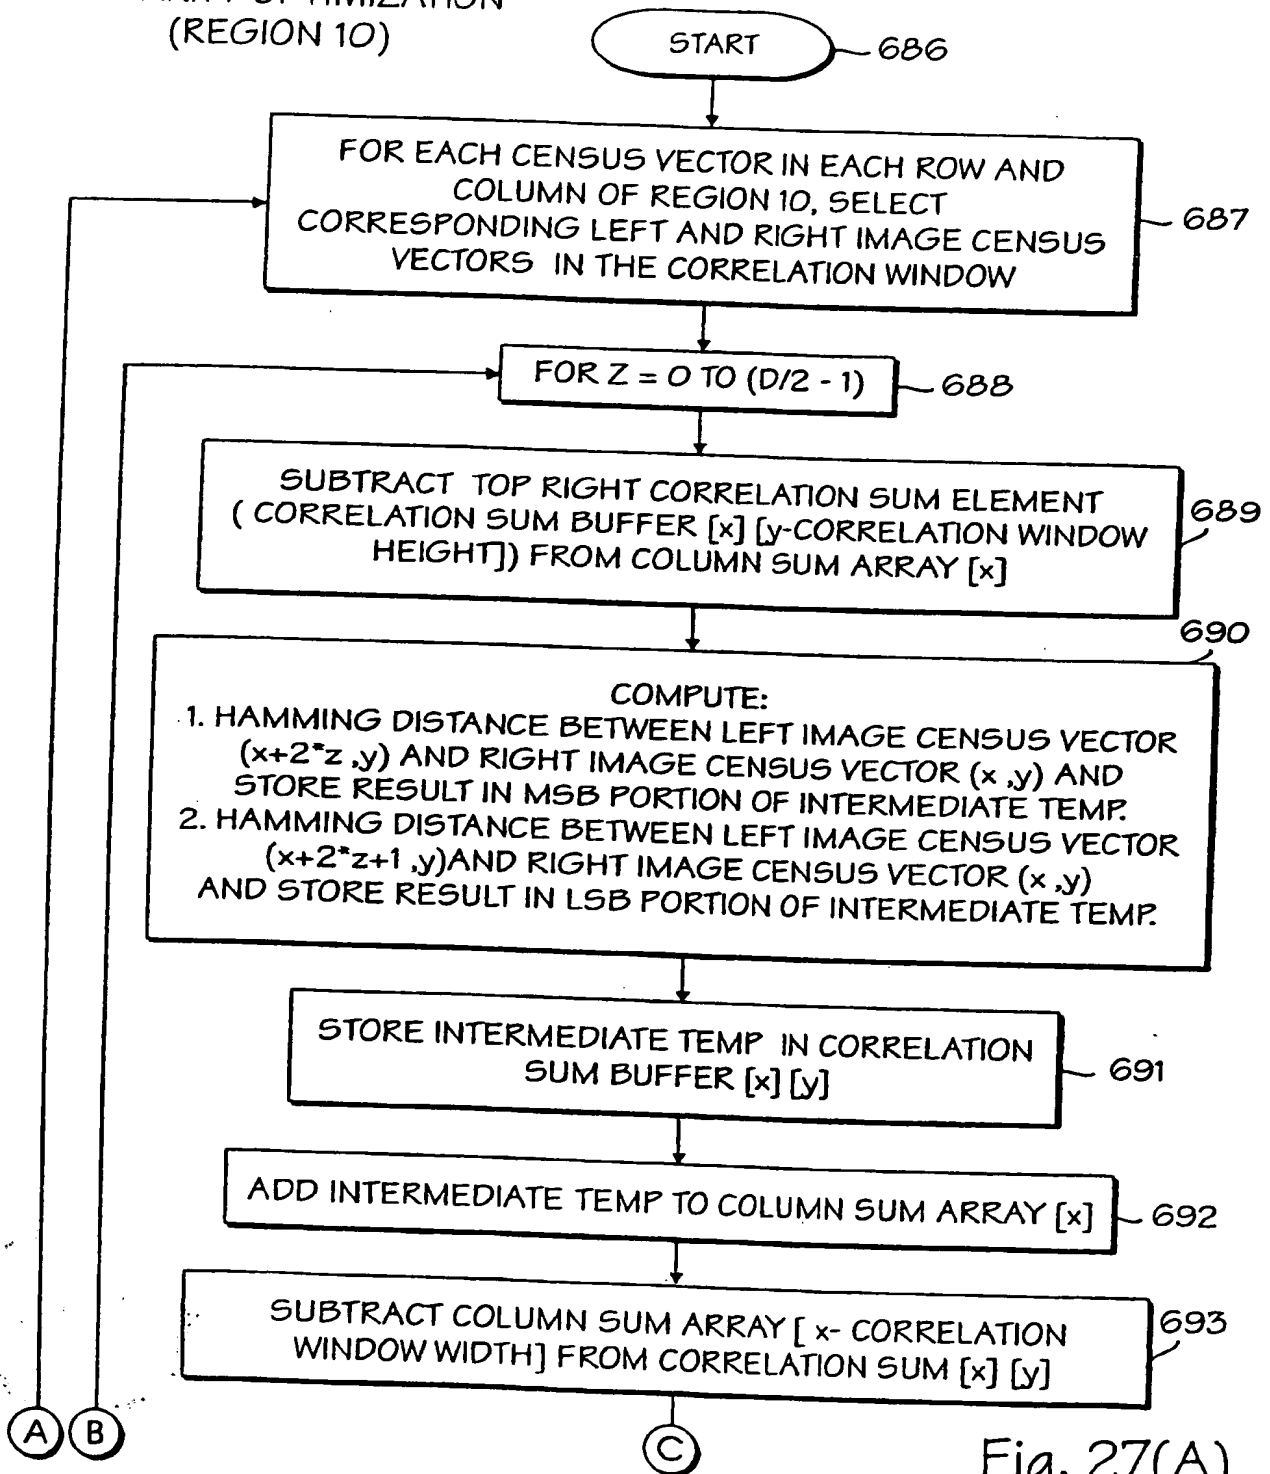 (REGION 10)
START
686
FOR EACH CENSUS VECTOR IN EACH ROW AND
COLUMN OF REGION 10, SELECT
CORRESPONDING LEFT AND RIGHT IMAGE CENSUS
VECTORS IN THE CORRELATION WINDOW
687
FOR Z = 0 TO (D/2 - 1)
688
SUBTRACT TOP RIGHT CORRELATION SUM ELEMENT
( CORRELATION SUM BUFFER [x] [y-CORRELATION WINDOW
HEIGHT]) FROM COLUMN SUM ARRAY [x]
689
690
COMPUTE:
1. HAMMING DISTANCE BETWEEN LEFT IMAGE CENSUS VECTOR
(x+2*z ,y) AND RIGHT IMAGE CENSUS VECTOR (x ,y) AND
STORE RESULT IN MSB PORTION OF INTERMEDIATE TEMP.
2. HAMMING DISTANCE BETWEEN LEFT IMAGE CENSUS VECTOR
(x+2*z+1 ,y)AND RIGHT IMAGE CENSUS VECTOR (x ,y)
AND STORE RESULT IN LSB PORTION OF INTERMEDIATE TEMP.
STORE INTERMEDIATE TEMP IN CORRELATION
SUM BUFFER [x] [y]
691
ADD INTERMEDIATE TEMP TO COLUMN SUM ARRAY [x]
692
SUBTRACT COLUMN SUM ARRAY [ x- CORRELATION
WINDOW WIDTH] FROM CORRELATION SUM [x] [y]
693
A
B
C
Fig. 27(A)